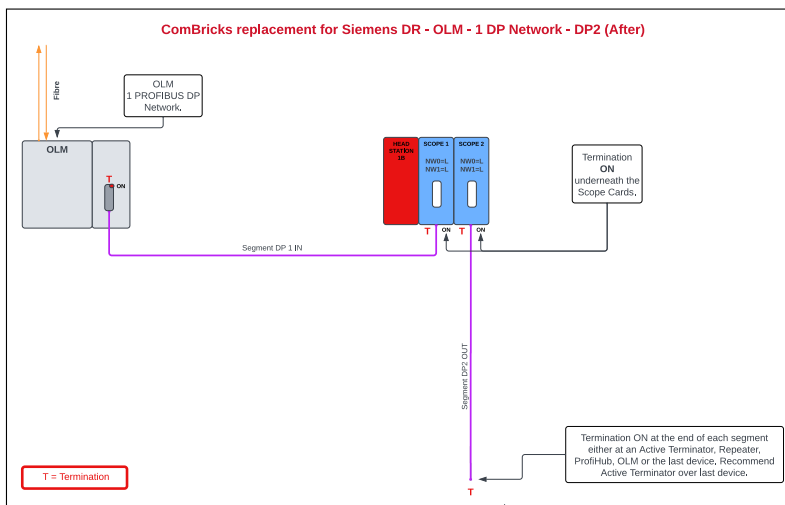 ComBricks replacement for Siemens DR - OLM - 1 DP Network - DP2 (After)
Fibre
OLM
1 PROFIBUS DP
Network.
OLM
T
ON
HEAD
STATION
1B
SCOPE 1
NW0=L
NW1=L
SCOPE 2
NW0=L
NW1=L
Termination
ON
underneath the
Scope Cards.
T
ON
T
ON
Segment DP 1 IN
Segment DP2 OUT
Termination ON at the end of each segment
either at an Active Terminator, Repeater,
ProfiHub, OLM or the last device. Recommend
Active Terminator over last device.
T = Termination
T